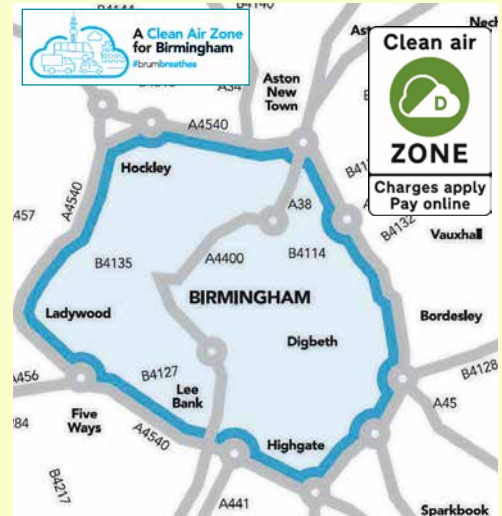 A Clean Air Zone
for Birmingham
#brumbreathes
B4140
Clean air
D
ZONE
Charges apply
Pay online
Aston
New
Town
A34
A4540
Hockley
A4540
A38
B4114
B4132
Vauxhall
B4135
A4400
BIRMINGHAM
Ladywood
Digbeth
Bordesley
B4127
B4128
A456
Lee
Bank
A45
Five
Ways
A4540
Highgate
B4217
A441
Sparkbook